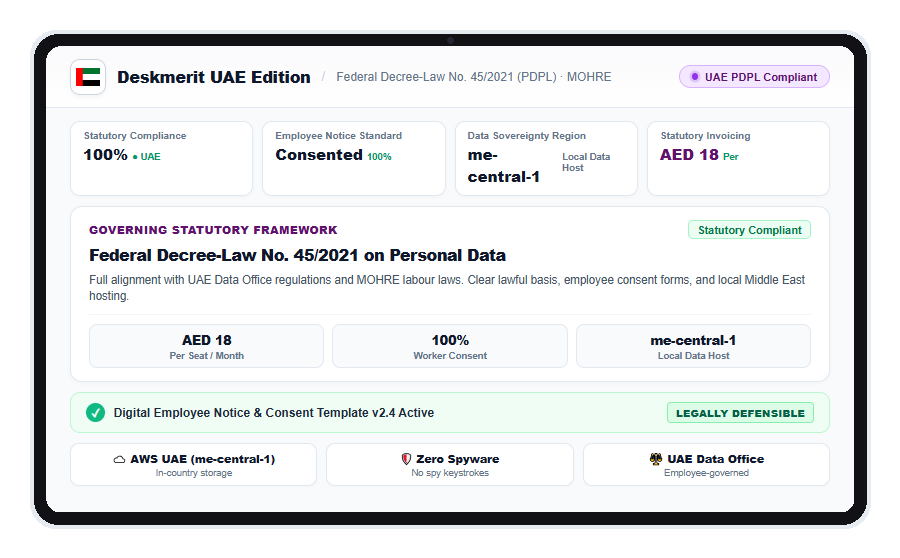 Deskmerit UAE Edition / Federal Decree-Law No. 45/2021 (PDPL) · MOHRE
UAE PDPL Compliant
Statutory Compliance
100% ● UAE
Employee Notice Standard
Consented 100%
Data Sovereignty Region
me-
central-1
Local Data
Host
Statutory Invoicing
AED 18 Per
GOVERNING STATUTORY FRAMEWORK
Statutory Compliant
Federal Decree-Law No. 45/2021 on Personal Data
Full alignment with UAE Data Office regulations and MOHRE labour laws. Clear lawful basis, employee consent forms, and local Middle East
hosting.
AED 18
Per Seat / Month
100%
Worker Consent
me-central-1
Local Data Host
Digital Employee Notice & Consent Template v2.4 Active
LEGALLY DEFENSIBLE
AWS UAE (me-central-1)
In-country storage
Zero Spyware
No spy keystrokes
UAE Data Office
Employee-governed